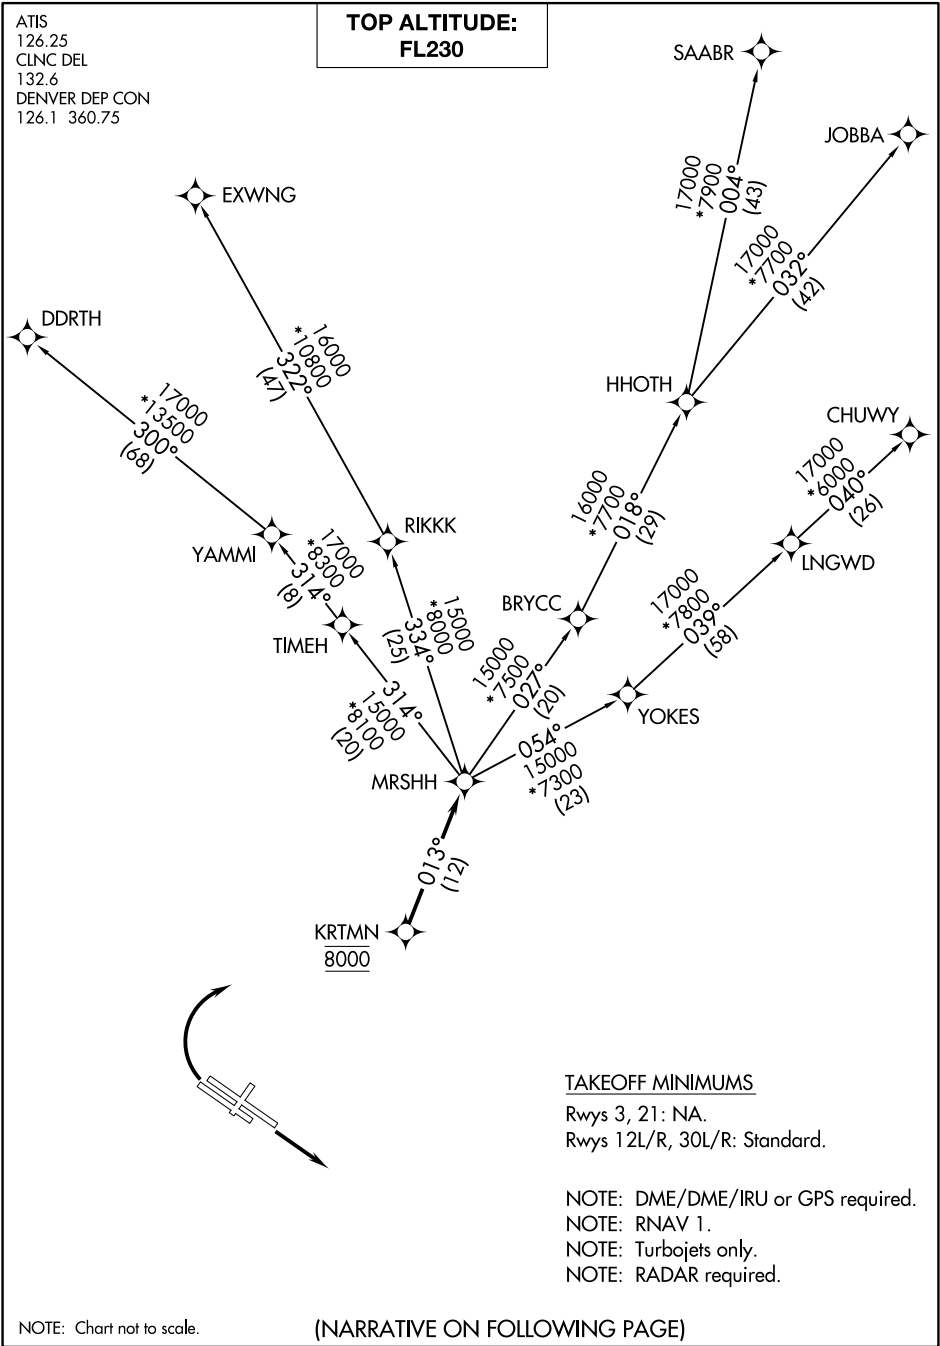 ATIS
126.25
CLNC DEL
132.6
DENVER DEP CON
126.1 360.75
TOP ALTITUDE:
FL230
SAABR
JOBBA
17000
*7900
004°
(43)
17000
*7700
032°
(42)
EXWNG
DDRTH
16000
*10800
322°
(47)
17000
*13500
300°
(68)
HHOTH
CHUWY
17000
*6000
040°
(26)
16000
*7700
018°
(29)
RIKKK
YAMMI
LNGWD
17000
*8300
314°
(8)
TIMEH
BRYCC
17000
*7800
039°
(58)
15000
*8000
334°
(25)
15000
*7500
027°
(20)
YOKES
314°
15000
*8100
(20)
054°
15000
*7300
(23)
MRSHH
013°
(12)
KRTMN
8000
TAKEOFF MINIMUMS
Rwys 3, 21: NA.
Rwys 12L/R, 30L/R: Standard.
NOTE: DME/DME/IRU or GPS required.
NOTE: RNAV 1.
NOTE: Turbojets only.
NOTE: RADAR required.
NOTE: Chart not to scale.
(NARRATIVE ON FOLLOWING PAGE)